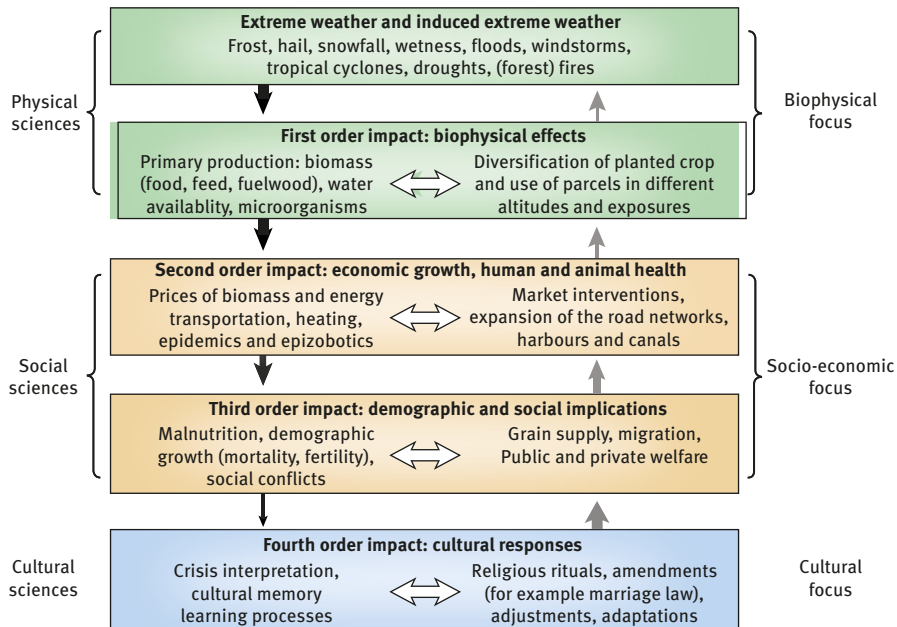 Extreme weather and induced extreme weather
Frost, hail, snowfall, wetness, floods, windstorms,
tropical cyclones, droughts, (forest) fires
Physical
sciences
Biophysical
focus
First order impact: biophysical effects
Primary production: biomass
(food, feed, fuelwood), water
availablity, microorganisms
Diversification of planted crop
and use of parcels in different
altitudes and exposures
Second order impact: economic growth, human and animal health
Prices of biomass and energy
transportation, heating,
epidemics and epizobotics
Market interventions,
expansion of the road networks,
harbours and canals
Social
sciences
Socio-economic
focus
Third order impact: demographic and social implications
Malnutrition, demographic
growth (mortality, fertility),
social conflicts
Grain supply, migration,
Public and private welfare
Fourth order impact: cultural responses
Cultural
sciences
Crisis interpretation,
cultural memory
learning processes
Religious rituals, amendments
(for example marriage law),
adjustments, adaptations
Cultural
focus